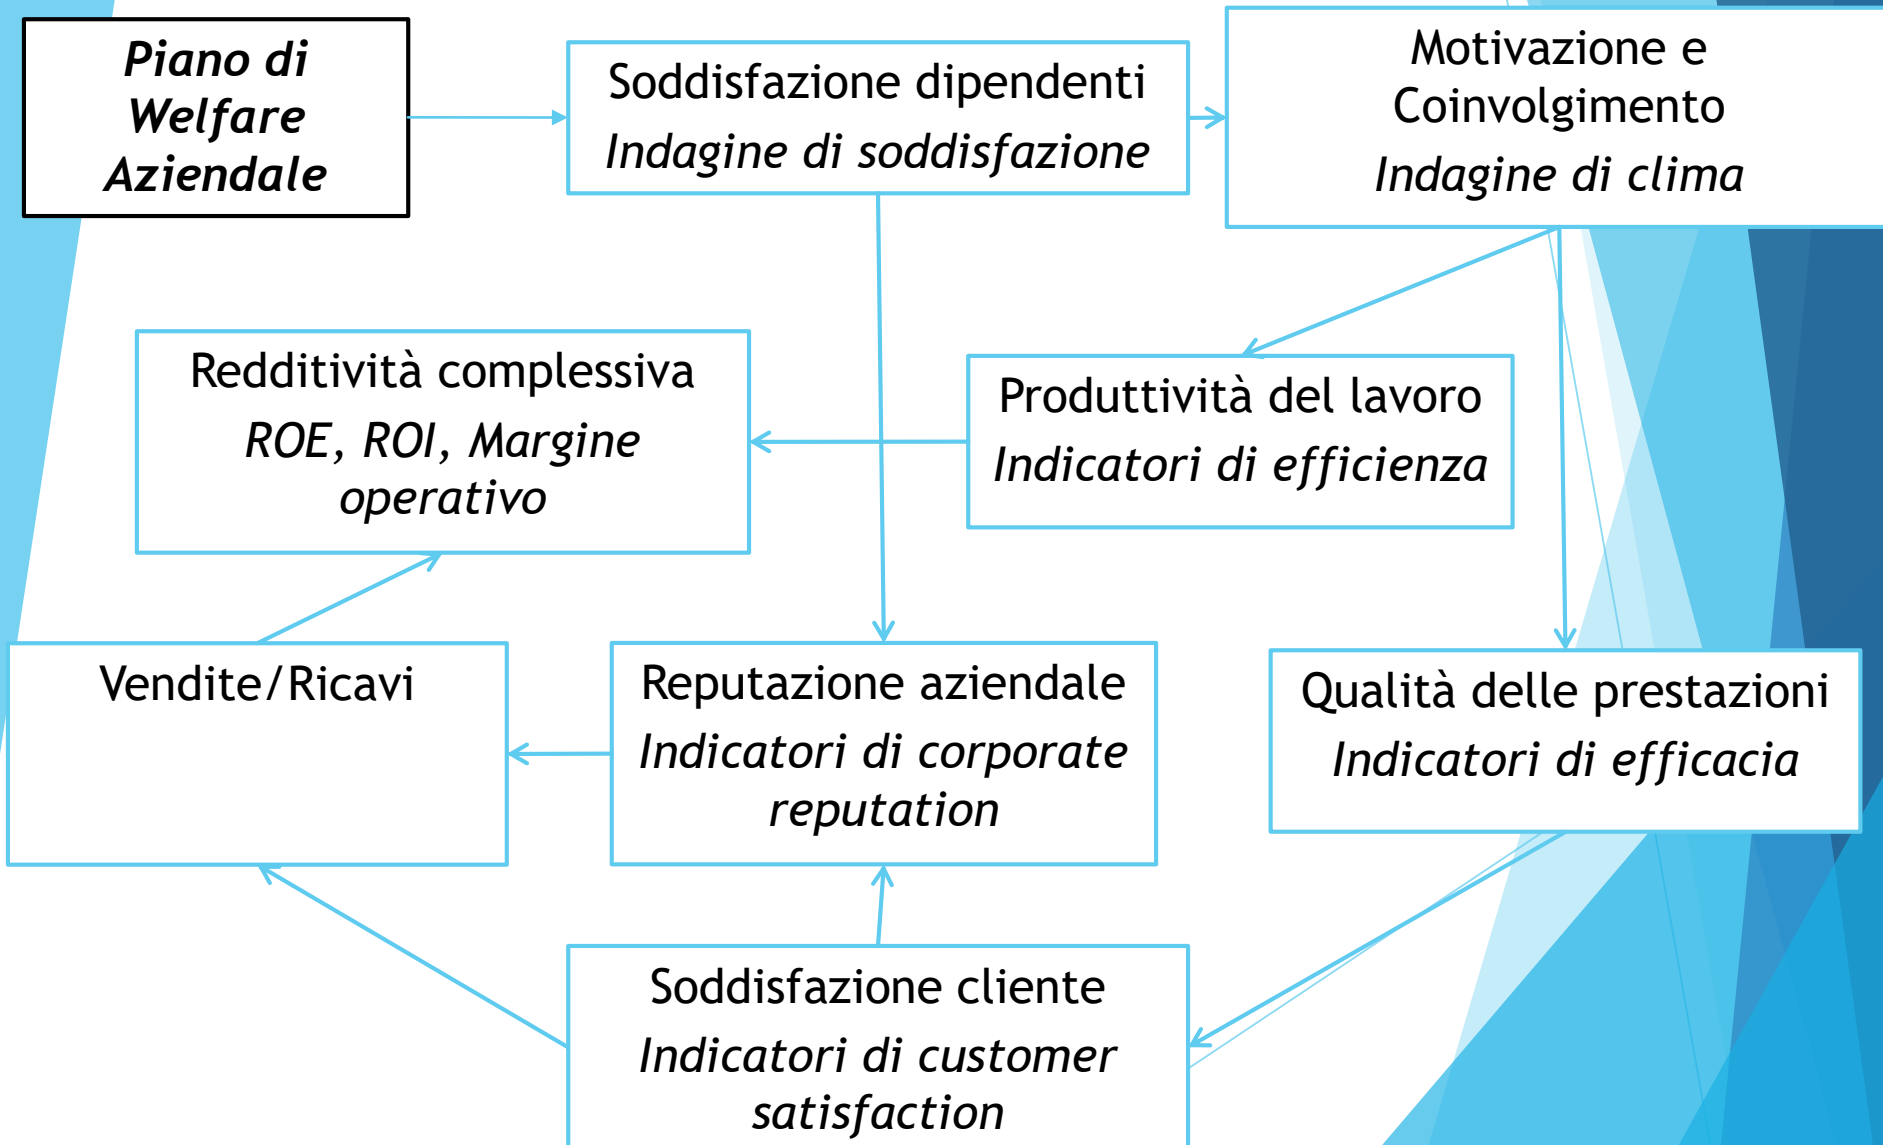 Piano di
Welfare
Aziendale
Soddisfazione dipendenti
Indagine di soddisfazione
Motivazione e
Coinvolgimento
Indagine di clima
Redditività complessiva
ROE, ROI, Margine
operativo
Produttività del lavoro
Indicatori di efficienza
Vendite/Ricavi
Reputazione aziendale
Indicatori di corporate
reputation
Qualità delle prestazioni
Indicatori di efficacia
Soddisfazione cliente
Indicatori di customer
satisfaction